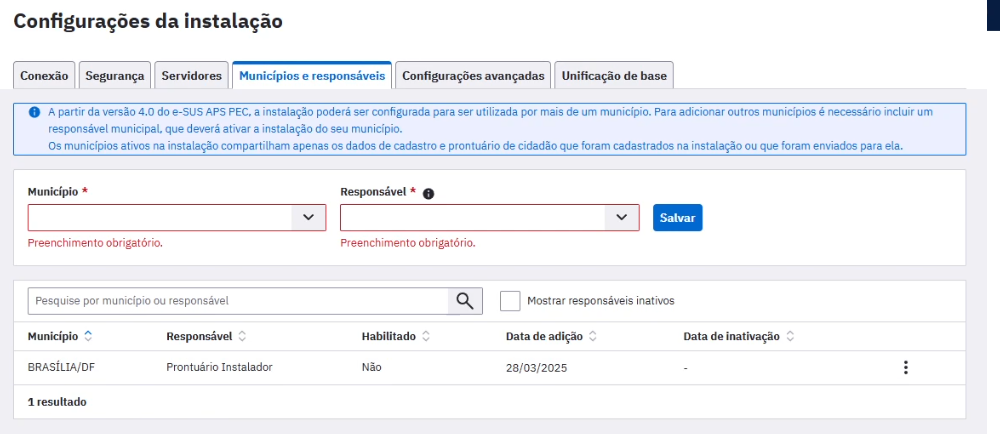 Configurações da instalação
Conexão Segurança Servidores Municípios e responsáveis Configurações avançadas Unificação de base
A partir da versão 4.0 do e-SUS APS PEC, a instalação poderá ser configurada para ser utilizada por mais de um município. Para adicionar outros municípios é necessário incluir um
responsável municipal, que deverá ativar a instalação do seu município.
Os municípios ativos na instalação compartilham apenas os dados de cadastro e prontuário de cidadão que foram cadastrados na instalação ou que foram enviados para ela.
Município * Responsável *
Salvar
Preenchimento obrigatório. Preenchimento obrigatório.
Pesquise por município ou responsável Mostrar responsáveis inativos
Município Responsável Habilitado Data de adição Data de inativação
BRASÍLIA/DF Prontuário Instalador Não 28/03/2025 -
1 resultado